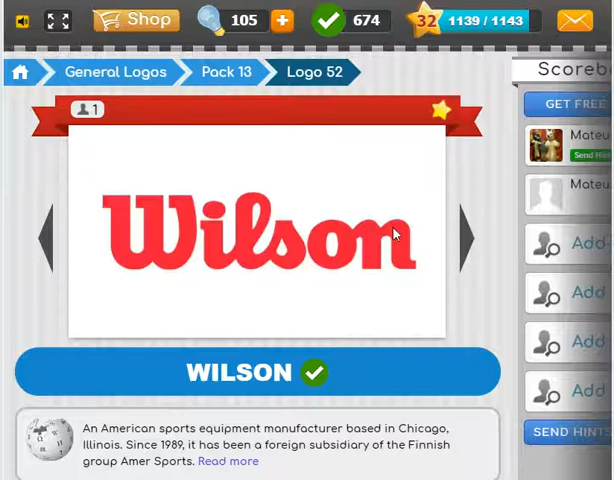 Shop
105
674
32
1139 / 1143
General Logos
Pack 13
Logo 52
Scoreb
1
GET FREE
Mateu
Send Hin
Wilson
Mateu
Add
Add
Add
Add
WILSON
SEND HINTS
An American sports equipment manufacturer based in Chicago,
Illinois. Since 1989, it has been a foreign subsidiary of the Finnish
group Amer Sports. Read more